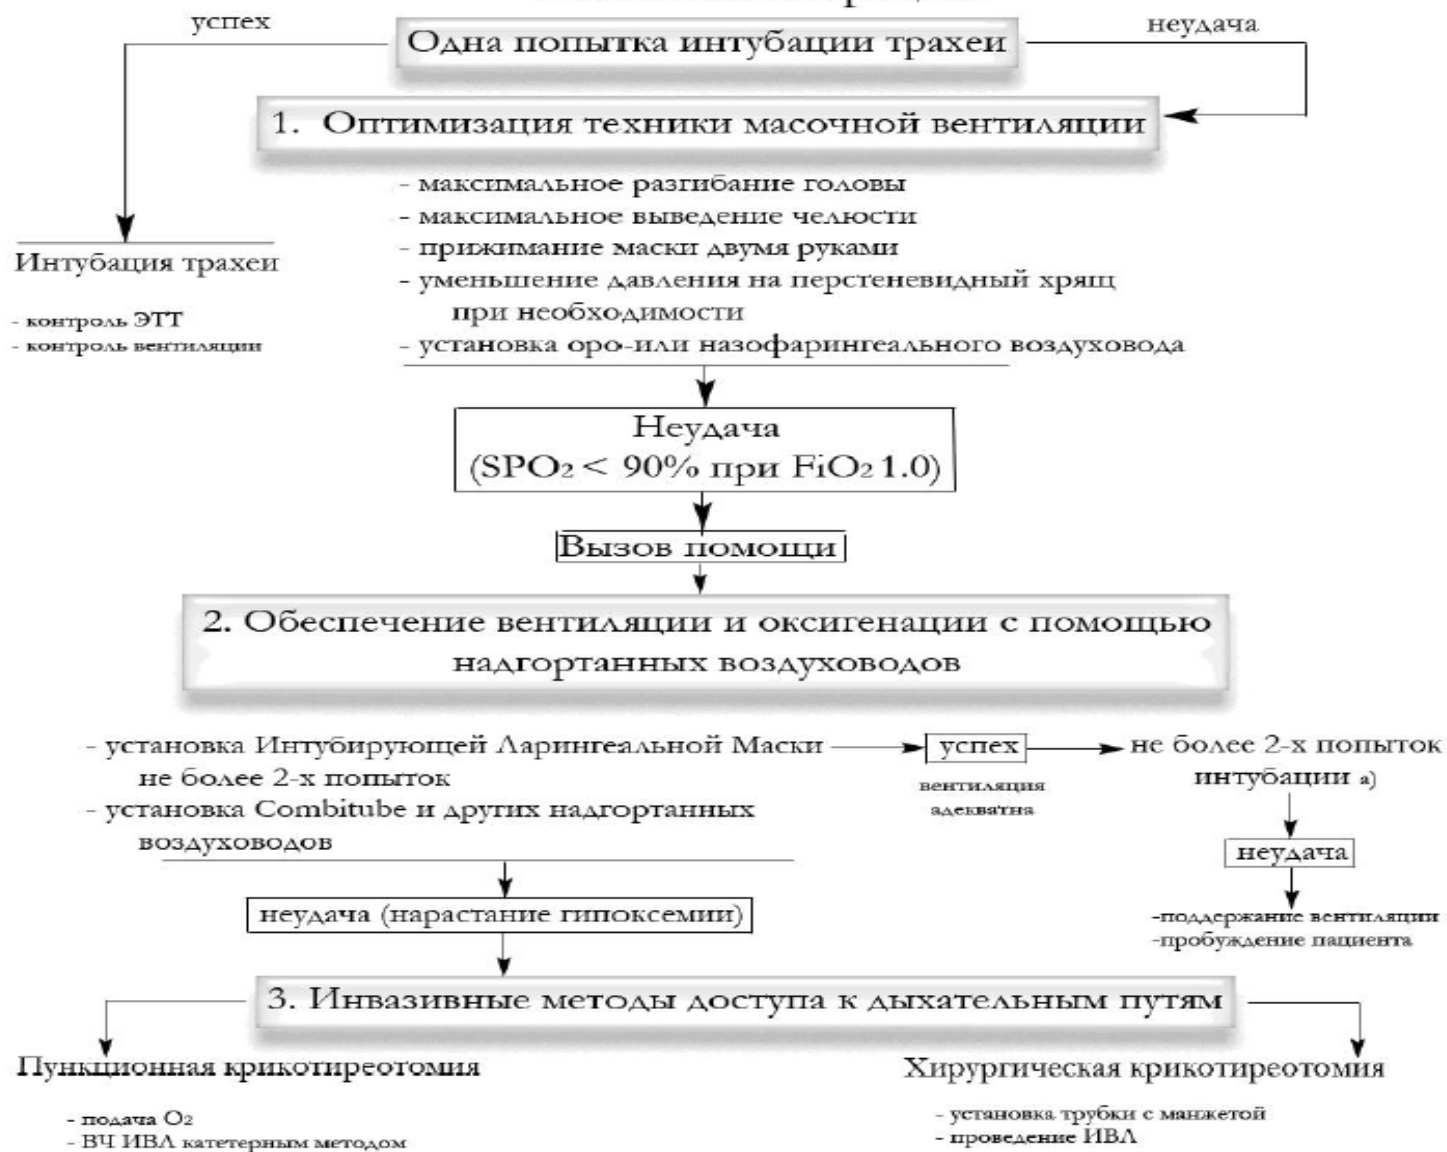 успех
неудача
Одна попытка интубации трахеи
1. Оптимизация техники масочной вентиляции
- максимальное разгибание головы
- максимальное выведение челюсти
- прижимание маски двумя руками
- уменьшение давления на перстеневидный хрящ
при необходимости
- установка оро-или назофарингеального воздуховода
Интубация трахеи
- контроль ЭТТ
- контроль вентиляции
Неудача
(SPO₂ < 90% при FiO₂ 1.0)
Вызов помощи
2. Обеспечение вентиляции и оксигенации с помощью
надгортанных воздуховодов
- установка Интубирующей Ларингеальной Маски
не более 2-х попыток
- установка Combitube и других надгортанных
воздуховодов
успех
вентиляция
адекватна
не более 2-х попыток
интубации а)
неудача
-поддержание вентиляции
-пробуждение пациента
неудача (нарастание гипоксемии)
3. Инвазивные методы доступа к дыхательным путям
Пункционная крикотиреотомия
- подача О₂
- ВЧ ИВЛ катетерным методом
Хирургическая крикотиреотомия
- установка трубки с манжетой
- проведение ИВЛ